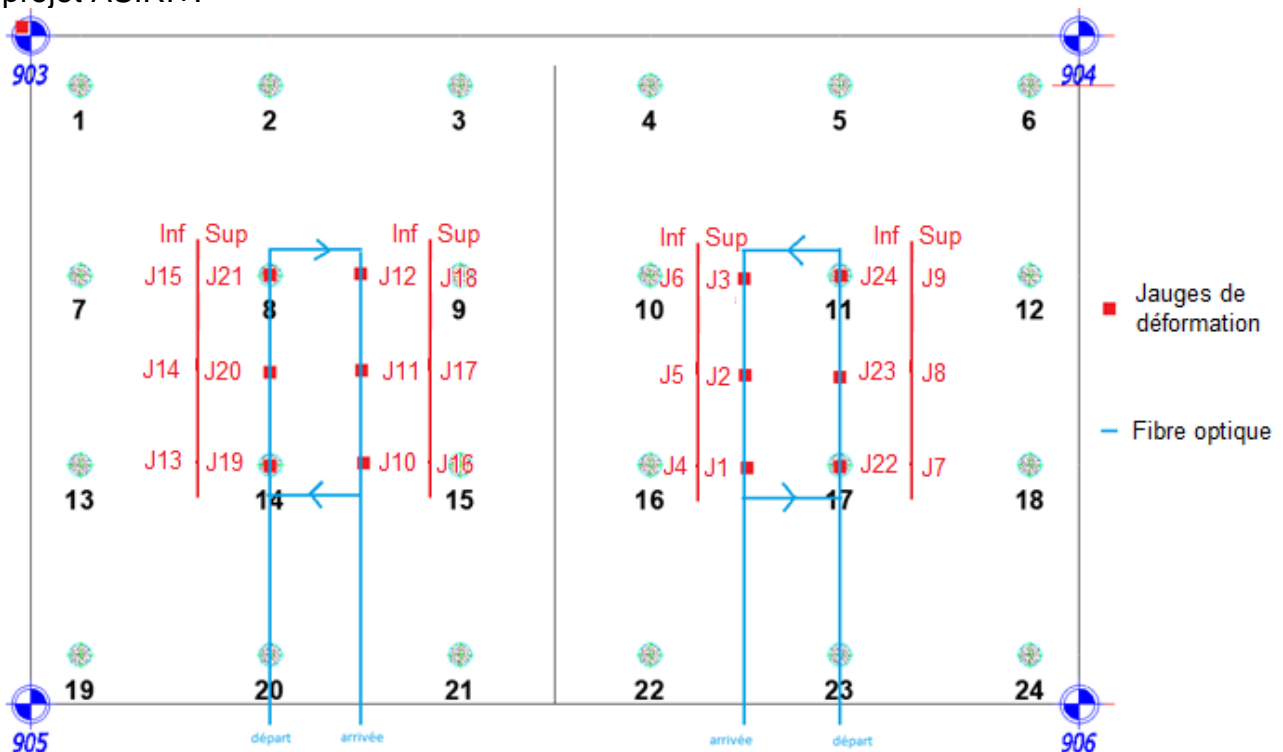 projet ASIRI+.
903
904
1 2 3 4 5 6
Inf Sup Inf Sup Inf Sup Inf Sup
J15 J21 J12 J18 J6 J3 J24 J9
7 8 9 10 11 12
Jauges de
déformation
J14 J20 J11 J17 J5 J2 J23 J8
Fibre optique
J13 J19 J10 J16 J4 J1 J22 J7
13 14 15 16 17 18
19 20 21 22 23 24
905 départ arrivée arrivée départ 906